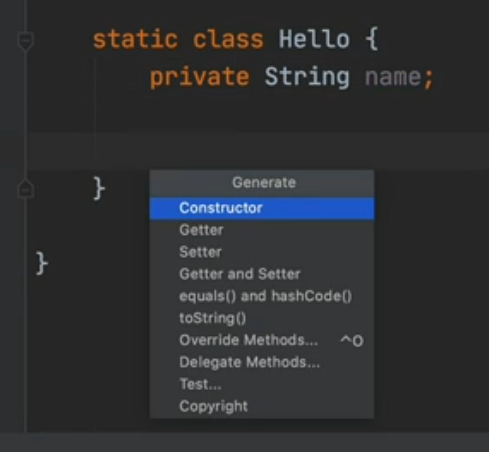 static class Hello {
private String name;
}
}
Generate
Constructor
Getter
Setter
Getter and Setter
equals() and hashCode()
toString()
Override Methods... ^O
Delegate Methods...
Test...
Copyright